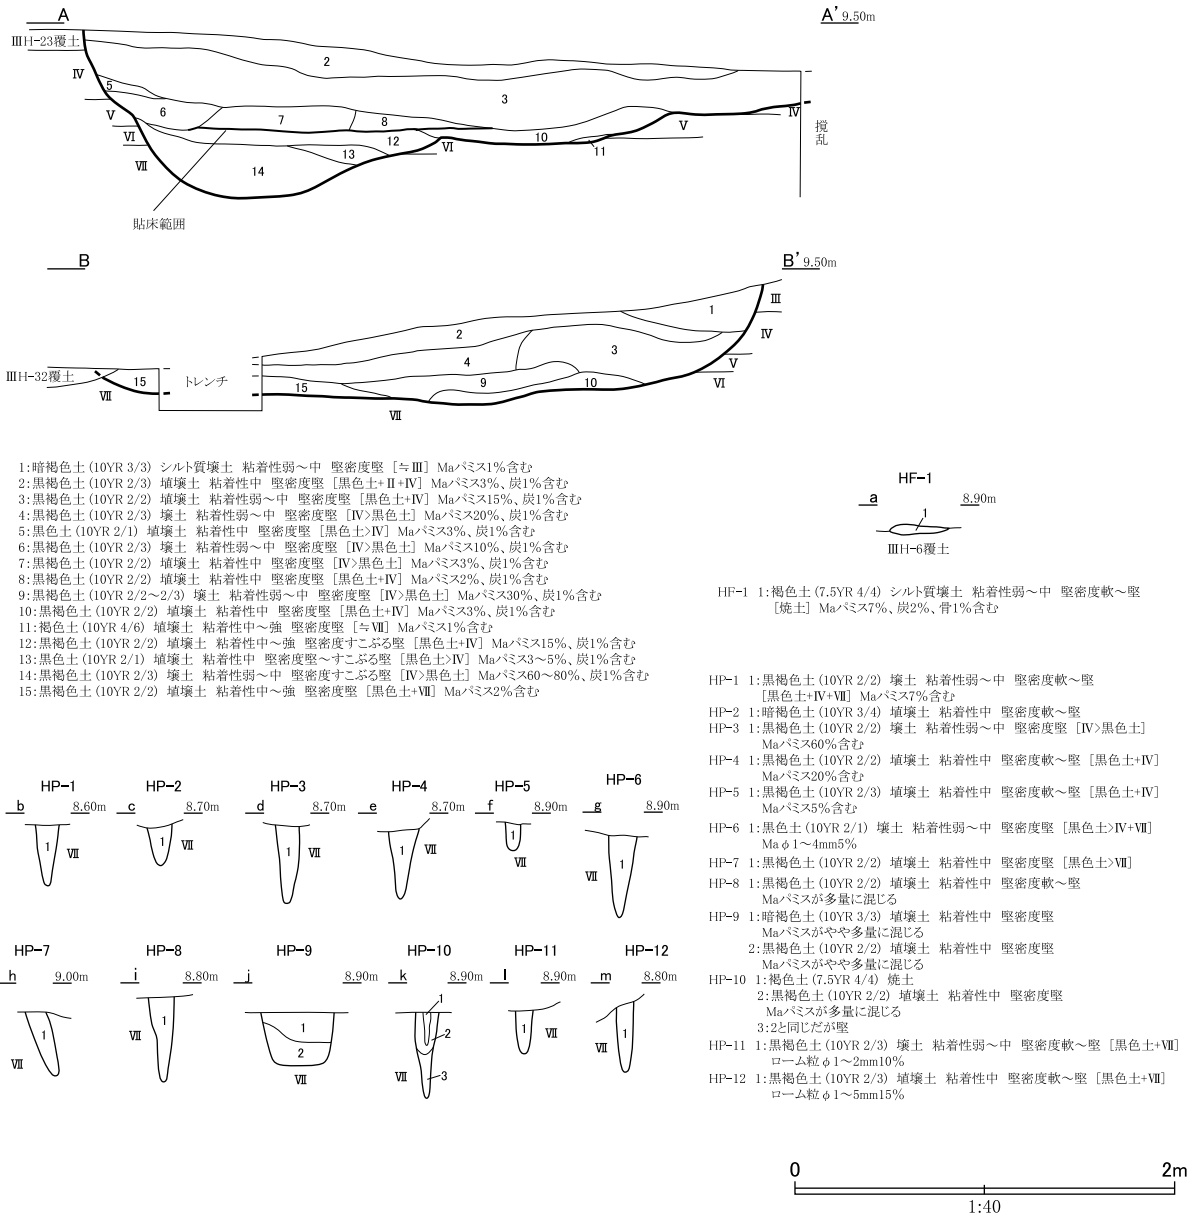 A
A' 9.50m
ⅢH-23覆土
2
Ⅳ
5
3
6
7
8
Ⅴ
Ⅳ
Ⅴ
Ⅵ
12
Ⅵ
10
11
撹乱
Ⅶ
13
14
貼床範囲
B
B' 9.50m
Ⅲ
1
2
Ⅳ
3
4
Ⅴ
ⅢH-32覆土
15
トレンチ
9
10
Ⅵ
15
Ⅶ
Ⅶ
1:暗褐色土(10YR 3/3) シルト質壌土 粘着性弱～中 堅密度堅 [≒Ⅲ] Maパミス1%含む
2:黒褐色土(10YR 2/3) 埴壌土 粘着性中 堅密度堅 [黒色土+Ⅱ+Ⅳ] Maパミス3%、炭1%含む
3:黒褐色土(10YR 2/2) 埴壌土 粘着性弱～中 堅密度堅 [黒色土+Ⅳ] Maパミス15%、炭1%含む
4:黒褐色土(10YR 2/3) 壌土 粘着性弱～中 堅密度堅 [Ⅳ>黒色土] Maパミス20%、炭1%含む
5:黒色土(10YR 2/1) 埴壌土 粘着性中 堅密度堅 [黒色土>Ⅳ] Maパミス3%、炭1%含む
6:黒褐色土(10YR 2/3) 壌土 粘着性弱～中 堅密度堅 [Ⅳ>黒色土] Maパミス10%、炭1%含む
7:黒褐色土(10YR 2/2) 埴壌土 粘着性中 堅密度堅 [Ⅳ>黒色土] Maパミス3%、炭1%含む
8:黒褐色土(10YR 2/2) 埴壌土 粘着性中 堅密度堅 [黒色土+Ⅳ] Maパミス2%、炭1%含む
9:黒褐色土(10YR 2/2～2/3) 壌土 粘着性弱～中 堅密度堅 [Ⅳ>黒色土] Maパミス30%、炭1%含む
10:黒褐色土(10YR 2/2) 埴壌土 粘着性中 堅密度堅 [黒色土+Ⅳ] Maパミス3%、炭1%含む
11:褐色土(10YR 4/6) 埴壌土 粘着性中～強 堅密度堅 [≒Ⅶ] Maパミス1%含む
12:黒褐色土(10YR 2/2) 埴壌土 粘着性中～強 堅密度すこぶる堅 [黒色土+Ⅳ] Maパミス15%、炭1%含む
13:黒色土(10YR 2/1) 埴壌土 粘着性中 堅密度堅～すこぶる堅 [黒色土>Ⅳ] Maパミス3～5%、炭1%含む
14:黒褐色土(10YR 2/3) 壌土 粘着性弱～中 堅密度すこぶる堅 [Ⅳ>黒色土] Maパミス60～80%、炭1%含む
15:黒褐色土(10YR 2/2) 埴壌土 粘着性中～強 堅密度堅 [黒色土+Ⅶ] Maパミス2%含む
HF-1
a
8.90m
1
ⅢH-6覆土
HF-1 1:褐色土(7.5YR 4/4) シルト質壌土 粘着性弱～中 堅密度軟～堅
[焼土] Maパミス7%、炭2%、骨1%含む
HP-1 1:黒褐色土(10YR 2/2) 壌土 粘着性弱～中 堅密度軟～堅
[黒色土+Ⅳ+Ⅶ] Maパミス7%含む
HP-2 1:暗褐色土(10YR 3/4) 埴壌土 粘着性中 堅密度軟～堅
HP-3 1:黒褐色土(10YR 2/2) 壌土 粘着性弱～中 堅密度堅 [Ⅳ>黒色土]
Maパミス60%含む
HP-4 1:黒褐色土(10YR 2/2) 埴壌土 粘着性中 堅密度軟～堅 [黒色土+Ⅳ]
Maパミス20%含む
HP-5 1:黒褐色土(10YR 2/3) 埴壌土 粘着性中 堅密度軟～堅 [黒色土+Ⅳ]
Maパミス5%含む
HP-6 1:黒色土(10YR 2/1) 壌土 粘着性弱～中 堅密度堅 [黒色土>Ⅳ+Ⅶ]
Maφ1～4mm5%
HP-7 1:黒褐色土(10YR 2/2) 埴壌土 粘着性中 堅密度堅 [黒色土>Ⅶ]
HP-8 1:黒褐色土(10YR 2/2) 埴壌土 粘着性中 堅密度軟～堅
Maパミスが多量に混じる
HP-9 1:暗褐色土(10YR 3/3) 埴壌土 粘着性中 堅密度堅
Maパミスがやや多量に混じる
2:黒褐色土(10YR 2/2) 埴壌土 粘着性中 堅密度堅
Maパミスがやや多量に混じる
HP-10 1:褐色土(7.5YR 4/4) 焼土
2:黒褐色土(10YR 2/2) 埴壌土 粘着性中 堅密度堅
Maパミスが多量に混じる
3:2と同じだが堅
HP-11 1:黒褐色土(10YR 2/3) 壌土 粘着性弱～中 堅密度軟～堅 [黒色土+Ⅶ]
ローム粒φ1～2mm10%
HP-12 1:黒褐色土(10YR 2/3) 埴壌土 粘着性中 堅密度軟～堅 [黒色土+Ⅶ]
ローム粒φ1～5mm15%
HP-1
b 8.60m
1 Ⅶ
HP-2
c 8.70m
1 Ⅶ
HP-3
d 8.70m
1 Ⅶ
HP-4
e 8.70m
1 Ⅶ
HP-5
f 8.90m
1 Ⅶ
HP-6
g 8.90m
1 Ⅶ
HP-7
h 9.00m
1 Ⅶ
HP-8
i 8.80m
1 Ⅶ
HP-9
j 8.90m
1
2
Ⅶ
HP-10
k 8.90m
1
2
Ⅶ 3
HP-11
l 8.90m
Ⅶ 1
HP-12
m 8.80m
Ⅶ 1
0 2m
1:40